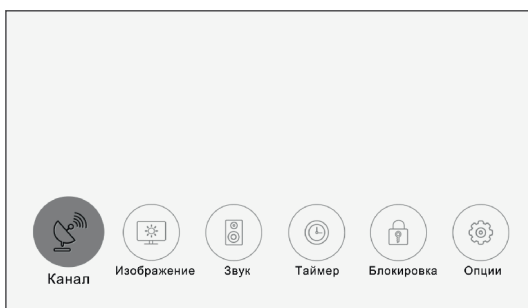 Канал
Изображение
Звук
Таймер
Блокировка
Опции